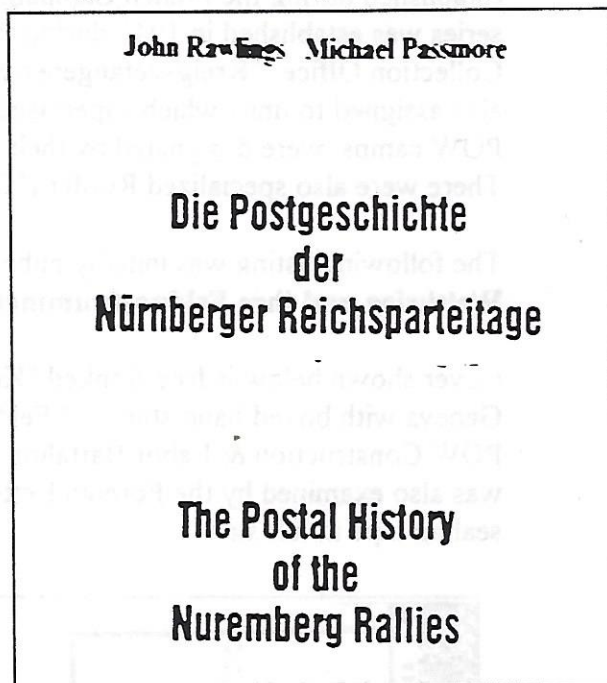 John Rawlings Michael Passmore
Die Postgeschichte
der
Nürnberger Reichsparteitage
The Postal History
of the
Nuremberg Rallies